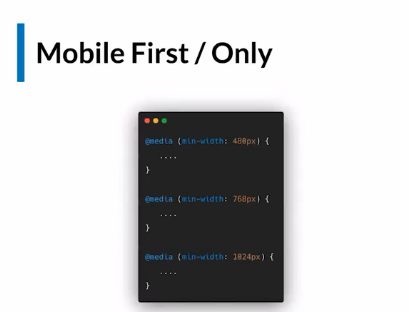 Mobile First / Only
@media (min-width: 480px) {
....
}
@media (min-width: 768px) {
....
}
@media (min-width: 1024px) {
....
}